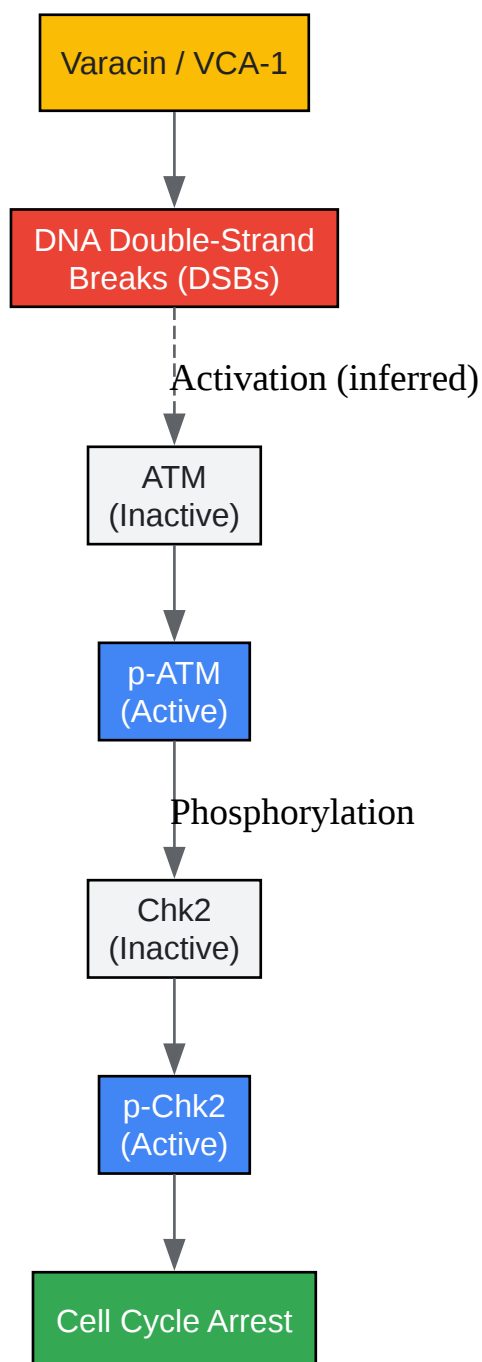 Varacin / VCA-1
DNA Double-Strand
Breaks (DSBs)
Activation (inferred)
ATM
(Inactive)
p-ATM
(Active)
Phosphorylation
Chk2
(Inactive)
p-Chk2
(Active)
Cell Cycle Arrest